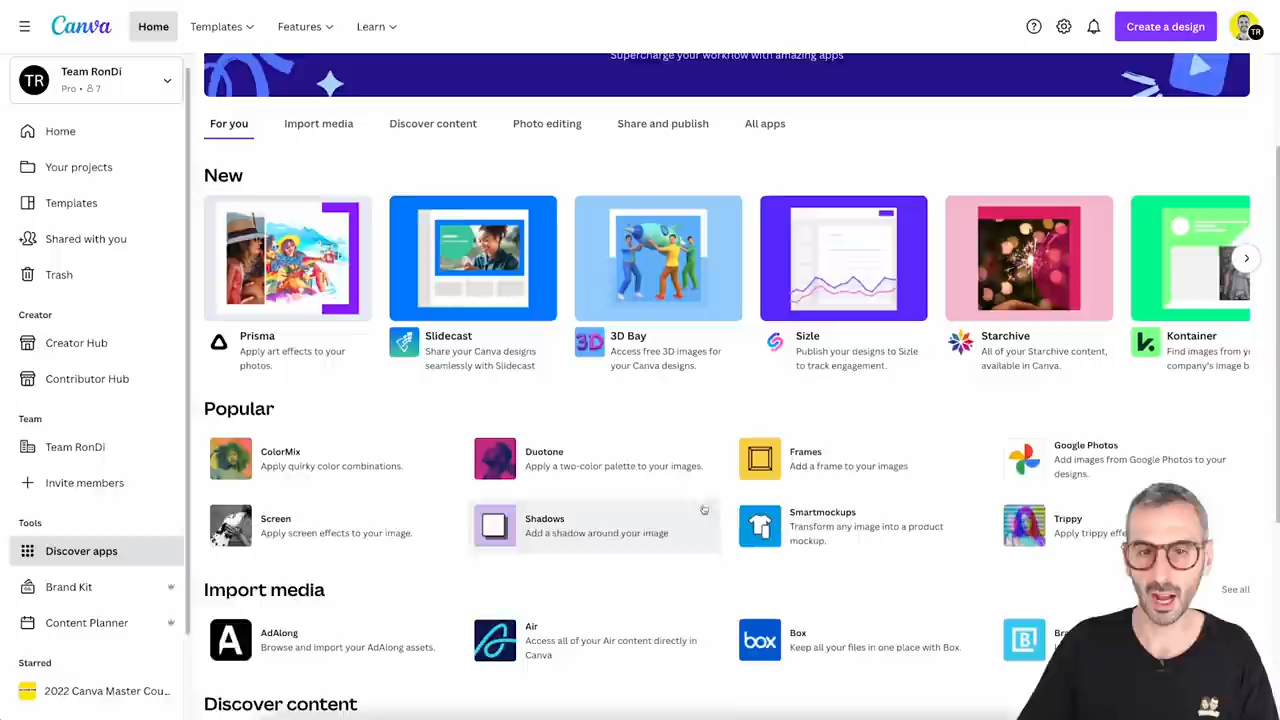 Canva
Home
Templates
Features
Learn
Create a design
TR
TR
Team RonDi
Pro • 7
Home
Your projects
Templates
Shared with you
Trash
Creator
Creator Hub
Contributor Hub
Team
Team RonDi
Invite members
Tools
Discover apps
Brand Kit
Content Planner
Starred
2022 Canva Master Cou...
Supercharge your workflow with amazing apps
For you
Import media
Discover content
Photo editing
Share and publish
All apps
New
Prisma
Apply art effects to your
photos.
Slidecast
Share your Canva designs
seamlessly with Slidecast
3D
3D Bay
Access free 3D images for
your Canva designs.
Sizle
Publish your designs to Sizle
to track engagement.
Starchive
All of your Starchive content,
available in Canva.
Kontainer
Find images from y
company's image b
Popular
ColorMix
Apply quirky color combinations.
Duotone
Apply a two-color palette to your images.
Frames
Add a frame to your images
Google Photos
Add images from Google Photos to your
designs.
Screen
Apply screen effects to your image.
Shadows
Add a shadow around your image
Smartmockups
Transform any image into a product
mockup.
Trippy
Apply trippy effe
Import media
See all
A
AdAlong
Browse and import your AdAlong assets.
Air
Access all of your Air content directly in
Canva
box
Box
Keep all your files in one place with Box.
B
Discover content